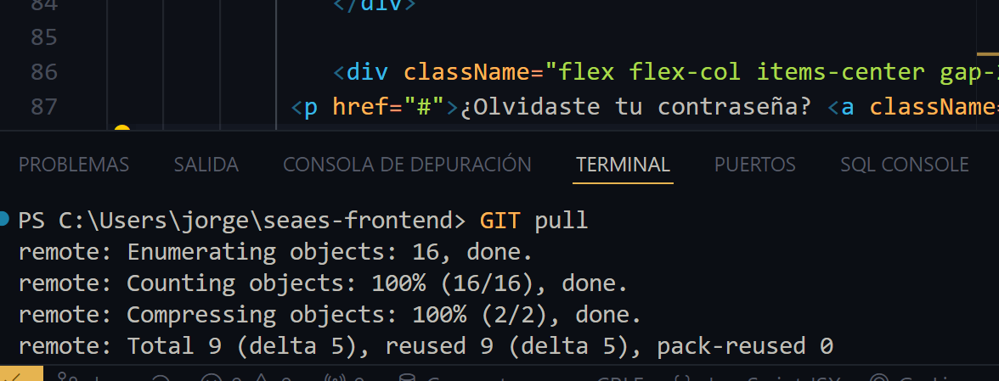 84 </div>
85
86 <div className="flex flex-col items-center
87 <p href="#">¿Olvidaste tu contraseña? <a className=
PROBLEMAS SALIDA CONSOLA DE DEPURACIÓN TERMINAL PUERTOS SQL CONSOLE
PS C:\Users\jorge\seaes-frontend> GIT pull
remote: Enumerating objects: 16, done.
remote: Counting objects: 100% (16/16), done.
remote: Compressing objects: 100% (2/2), done.
remote: Total 9 (delta 5), reused 9 (delta 5), pack-reused 0